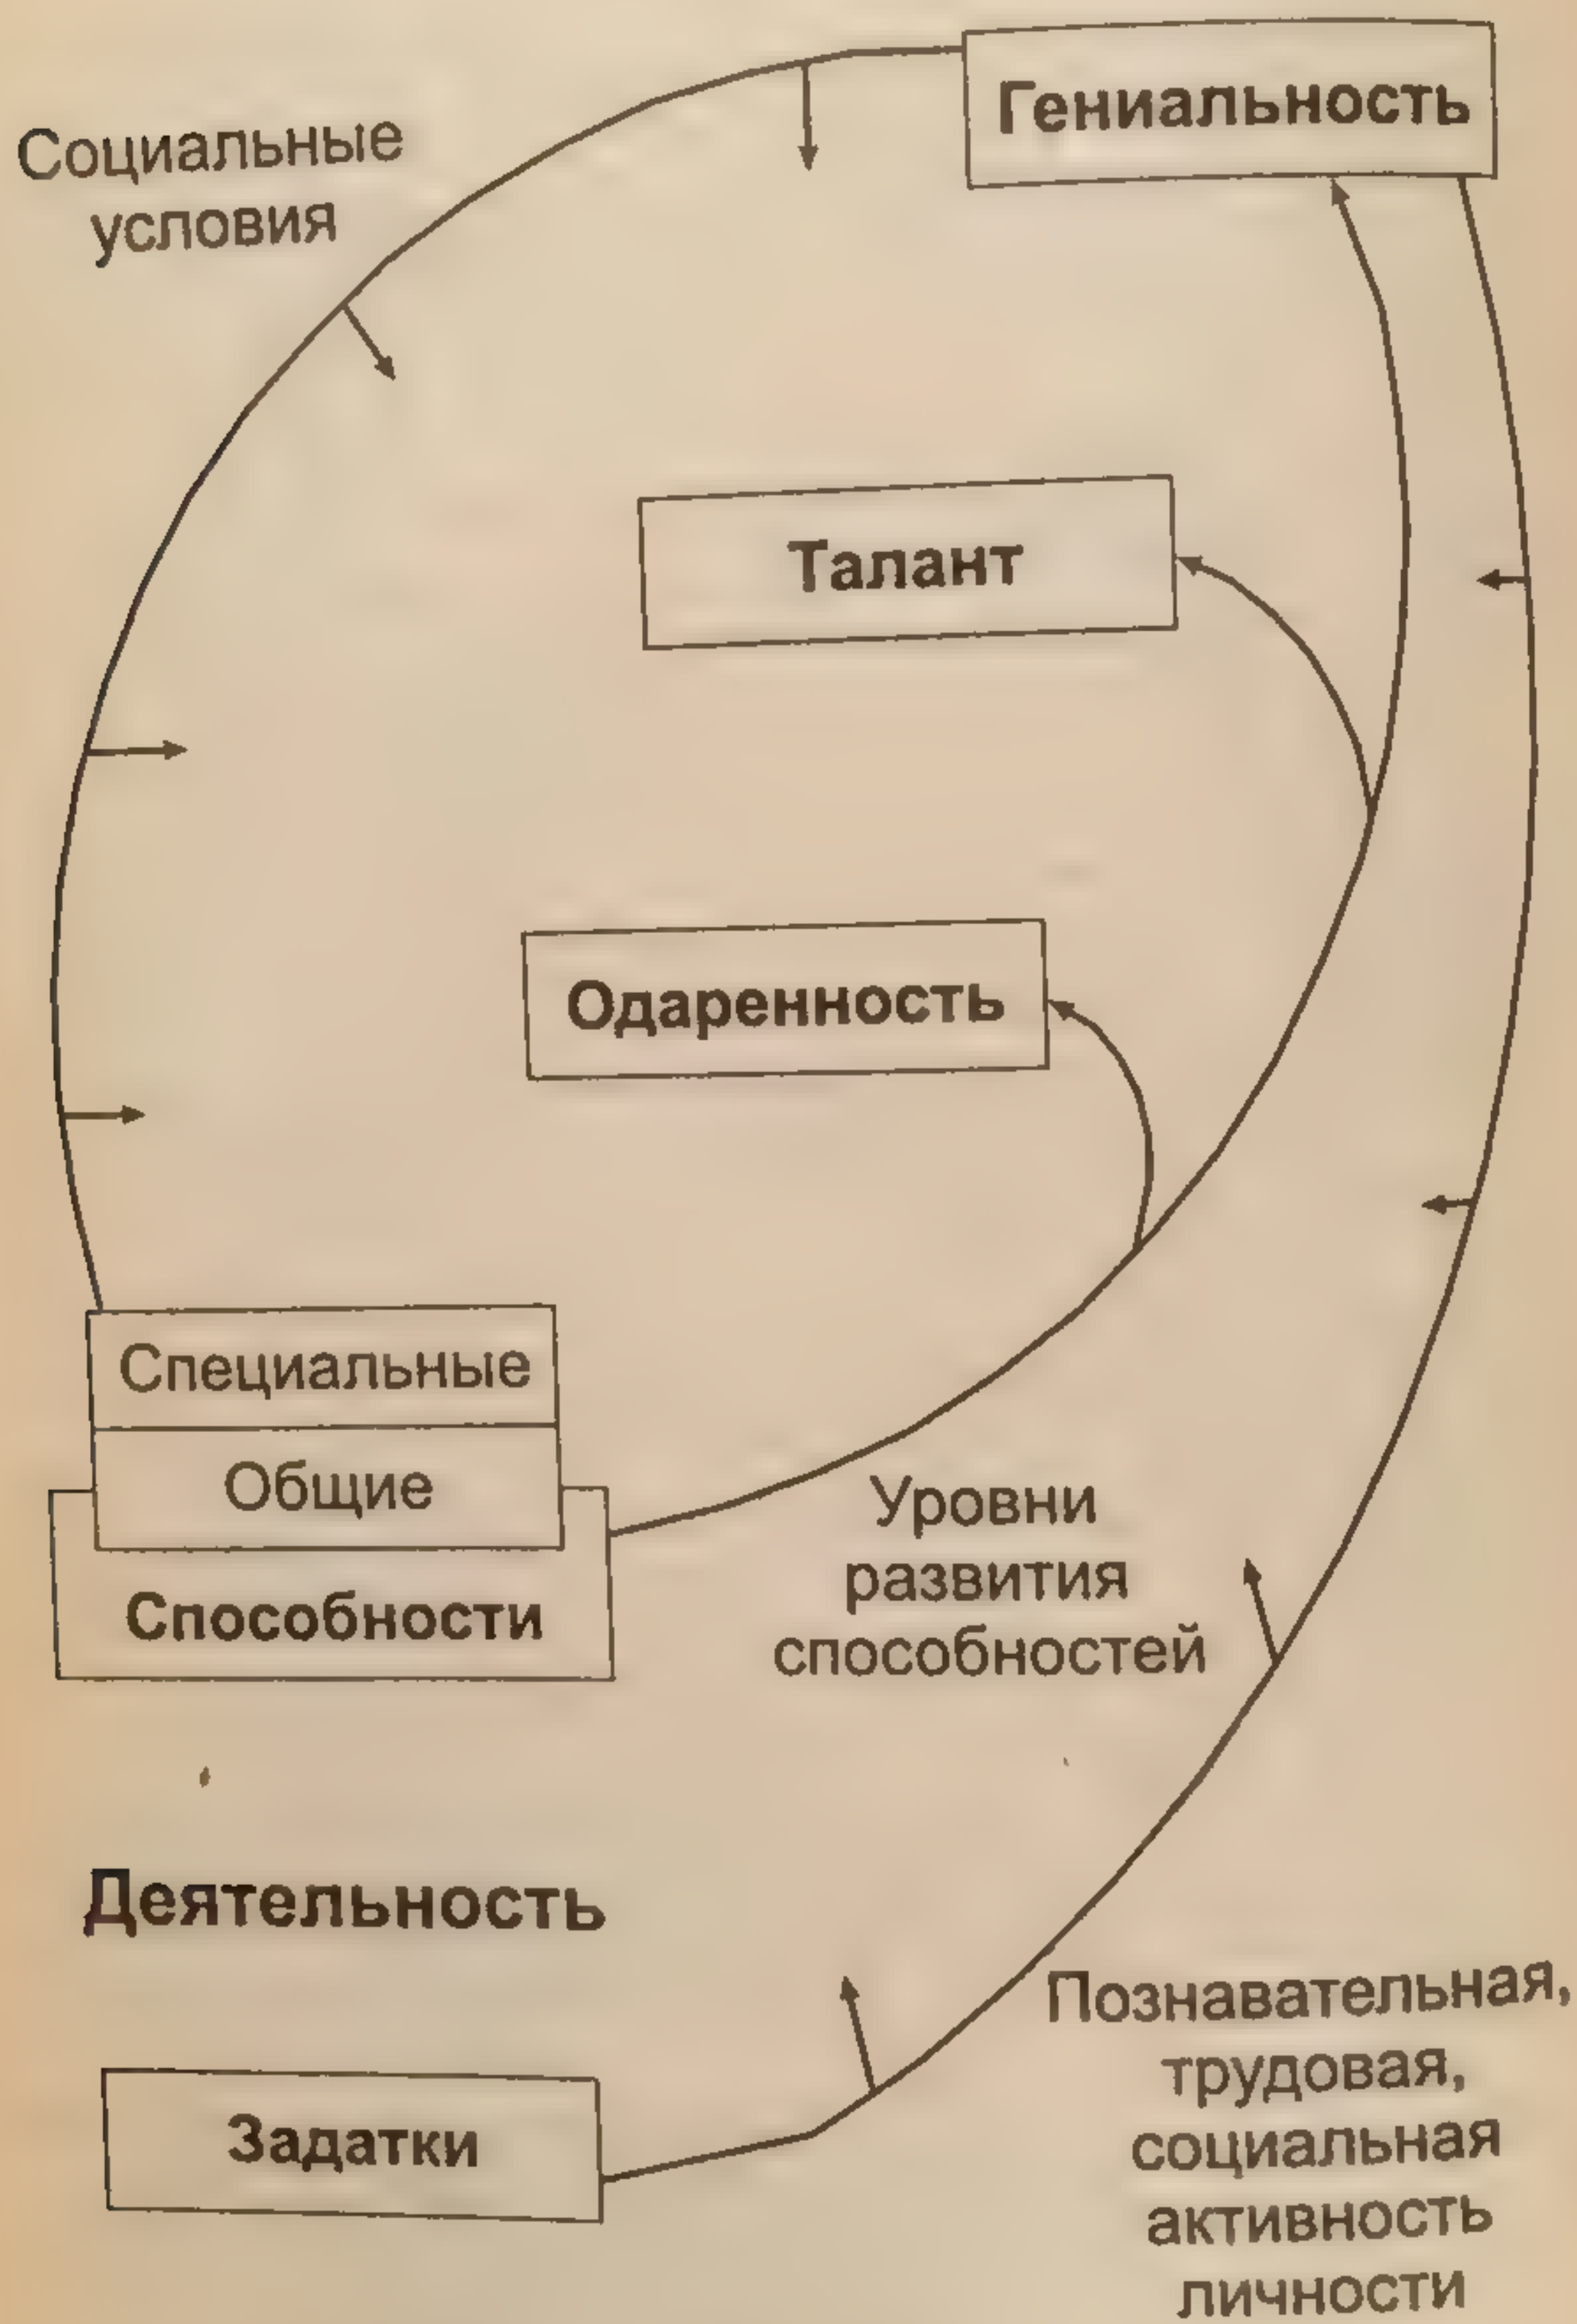 Гениальность
Социальные
условия
Талант
Одаренность
Специальные
Общие
Способности
Уровни
развития
способностей
Деятельность
Познавательная,
трудовая,
социальная
активность
личности
Задатки